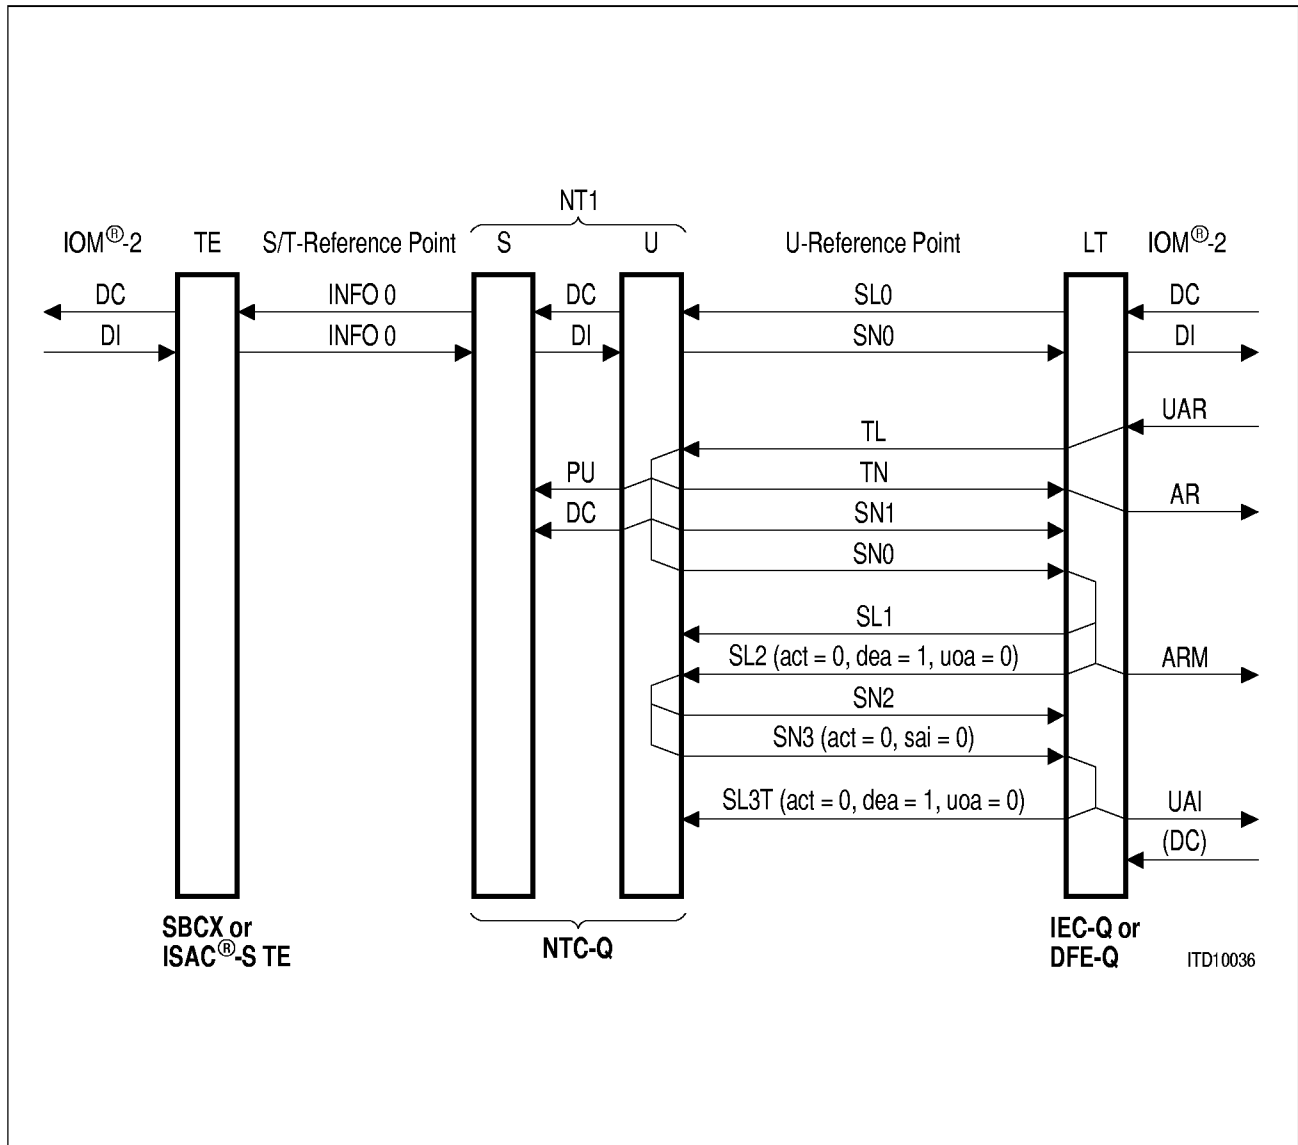 NT1
IOM®-2 TE S/T-Reference Point S U U-Reference Point LT IOM®-2
DC INFO 0 DC SL0 DC
DI INFO 0 DI SN0 DI
UAR
TL
PU TN
AR
DC SN1
SN0
SL1
SL2 (act = 0, dea = 1, uoa = 0) ARM
SN2
SN3 (act = 0, sai = 0)
SL3T (act = 0, dea = 1, uoa = 0) UAI
(DC)
SBCX or
ISAC®-S TE
NTC-Q
IEC-Q or
DFE-Q
ITD10036